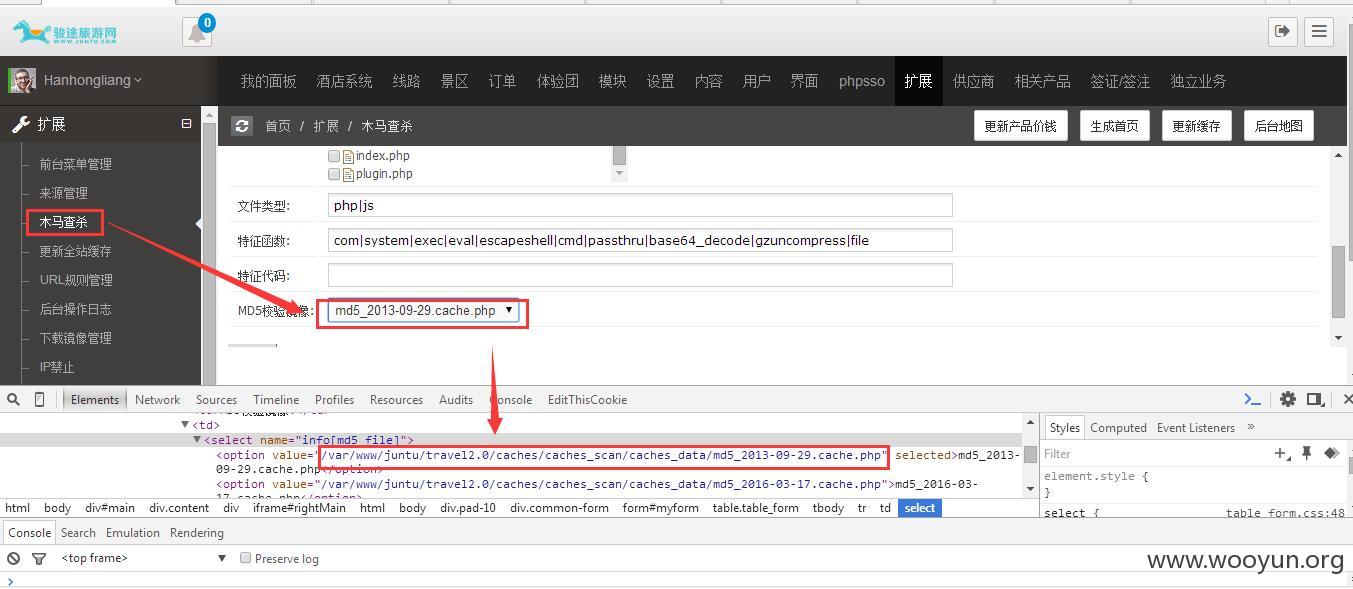 骏途旅游网
WWW.JUNTU.COM
0
Hanhongliang
我的面板 酒店系统 线路 景区 订单 体验团 模块 设置 内容 用户 界面 phpsso 扩展 供应商 相关产品 签证/签注 独立业务
扩展
首页 / 扩展 / 木马查杀
更新产品价钱 生成首页 更新缓存 后台地图
前台菜单管理
来源管理
木马查杀
更新全站缓存
URL规则管理
后台操作日志
下载镜像管理
IP禁止
index.php
plugin.php
文件类型: php|js
特征函数: com|system|exec|eval|escapeshell|cmd|passthru|base64_decode|gzuncompress|file
特征代码:
MD5校验镜像: md5_2013-09-29.cache.php
Elements Network Sources Timeline Profiles Resources Audits Console EditThisCookie
<td>
<select name="info[md5_file]">
<option value="/var/www/juntu/travel2.0/caches/caches_scan/caches_data/md5_2013-09-29.cache.php" selected>md5_2013-
09-29.cache.php</option>
<option value="/var/www/juntu/travel2.0/caches/caches_scan/caches_data/md5_2016-03-17.cache.php">md5_2016-03-
17.cache.php</option>
html body div#main div.content div iframe#rightMain html body div.pad-10 div.common-form form#myform table.table_form tbody tr td select
Styles Computed Event Listeners »
Filter
element.style {
}
select { table_form.css:48
Console Search Emulation Rendering
<top frame> Preserve log
www.wooyun.org